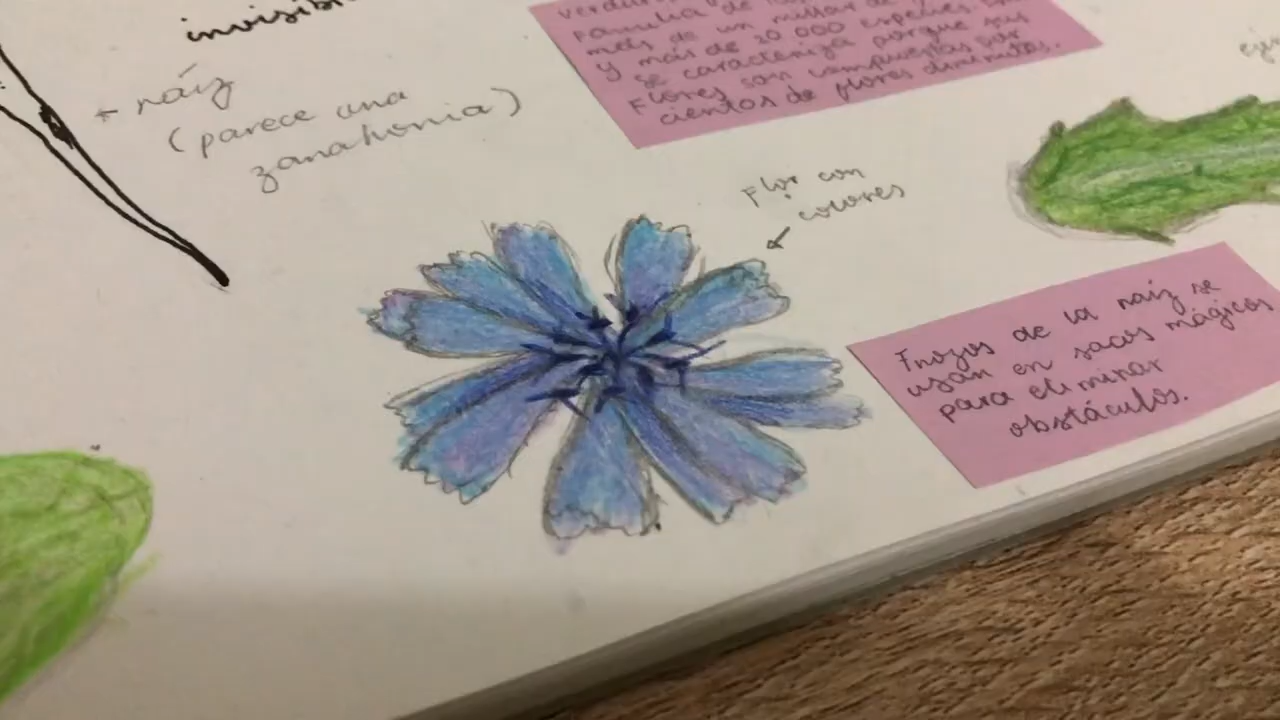 invisib
raíz
(parece una
zanahoria)
familia de
más de un millar de
y más de 20 000 especies
se caracteriza porque sus
Flores son compuestas por
cientos de flores diminutas.
Flor con
colores
Trozos de la raíz se
usan en sacos mágicos
para eliminar
obstáculos.